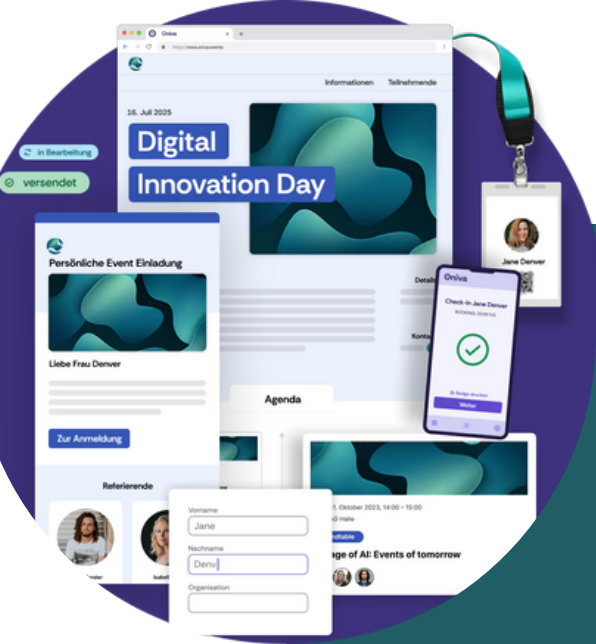 Oniva
https://www.oniva.events
Informationen Teilnehmende
16. Juli 2025
Digital
Innovation Day
in Bearbeitung
versendet
Persönliche Event Einladung
Liebe Frau Denver
Zur Anmeldung
Referierende
Jane Denver
Oniva
Check-in Jane Denver
Badge drucken
Weiter
Agenda
Oktober 2023, 14:00 - 15:00
Halle
age of AI: Events of tomorrow
Vorname
Jane
Nachname
Denv
Organisation